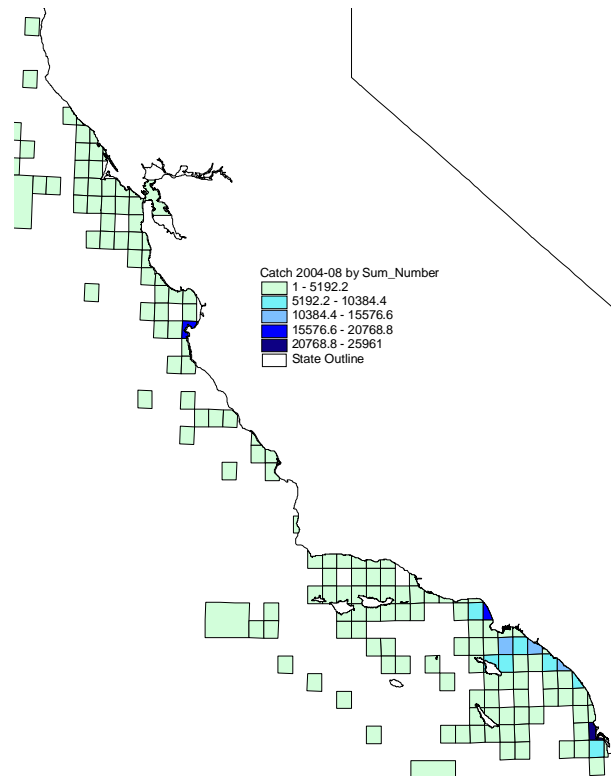 Catch 2004-08 by Sum_Number
1 - 5192.2
5192.2 - 10384.4
10384.4 - 15576.6
15576.6 - 20768.8
20768.8 - 25961
State Outline